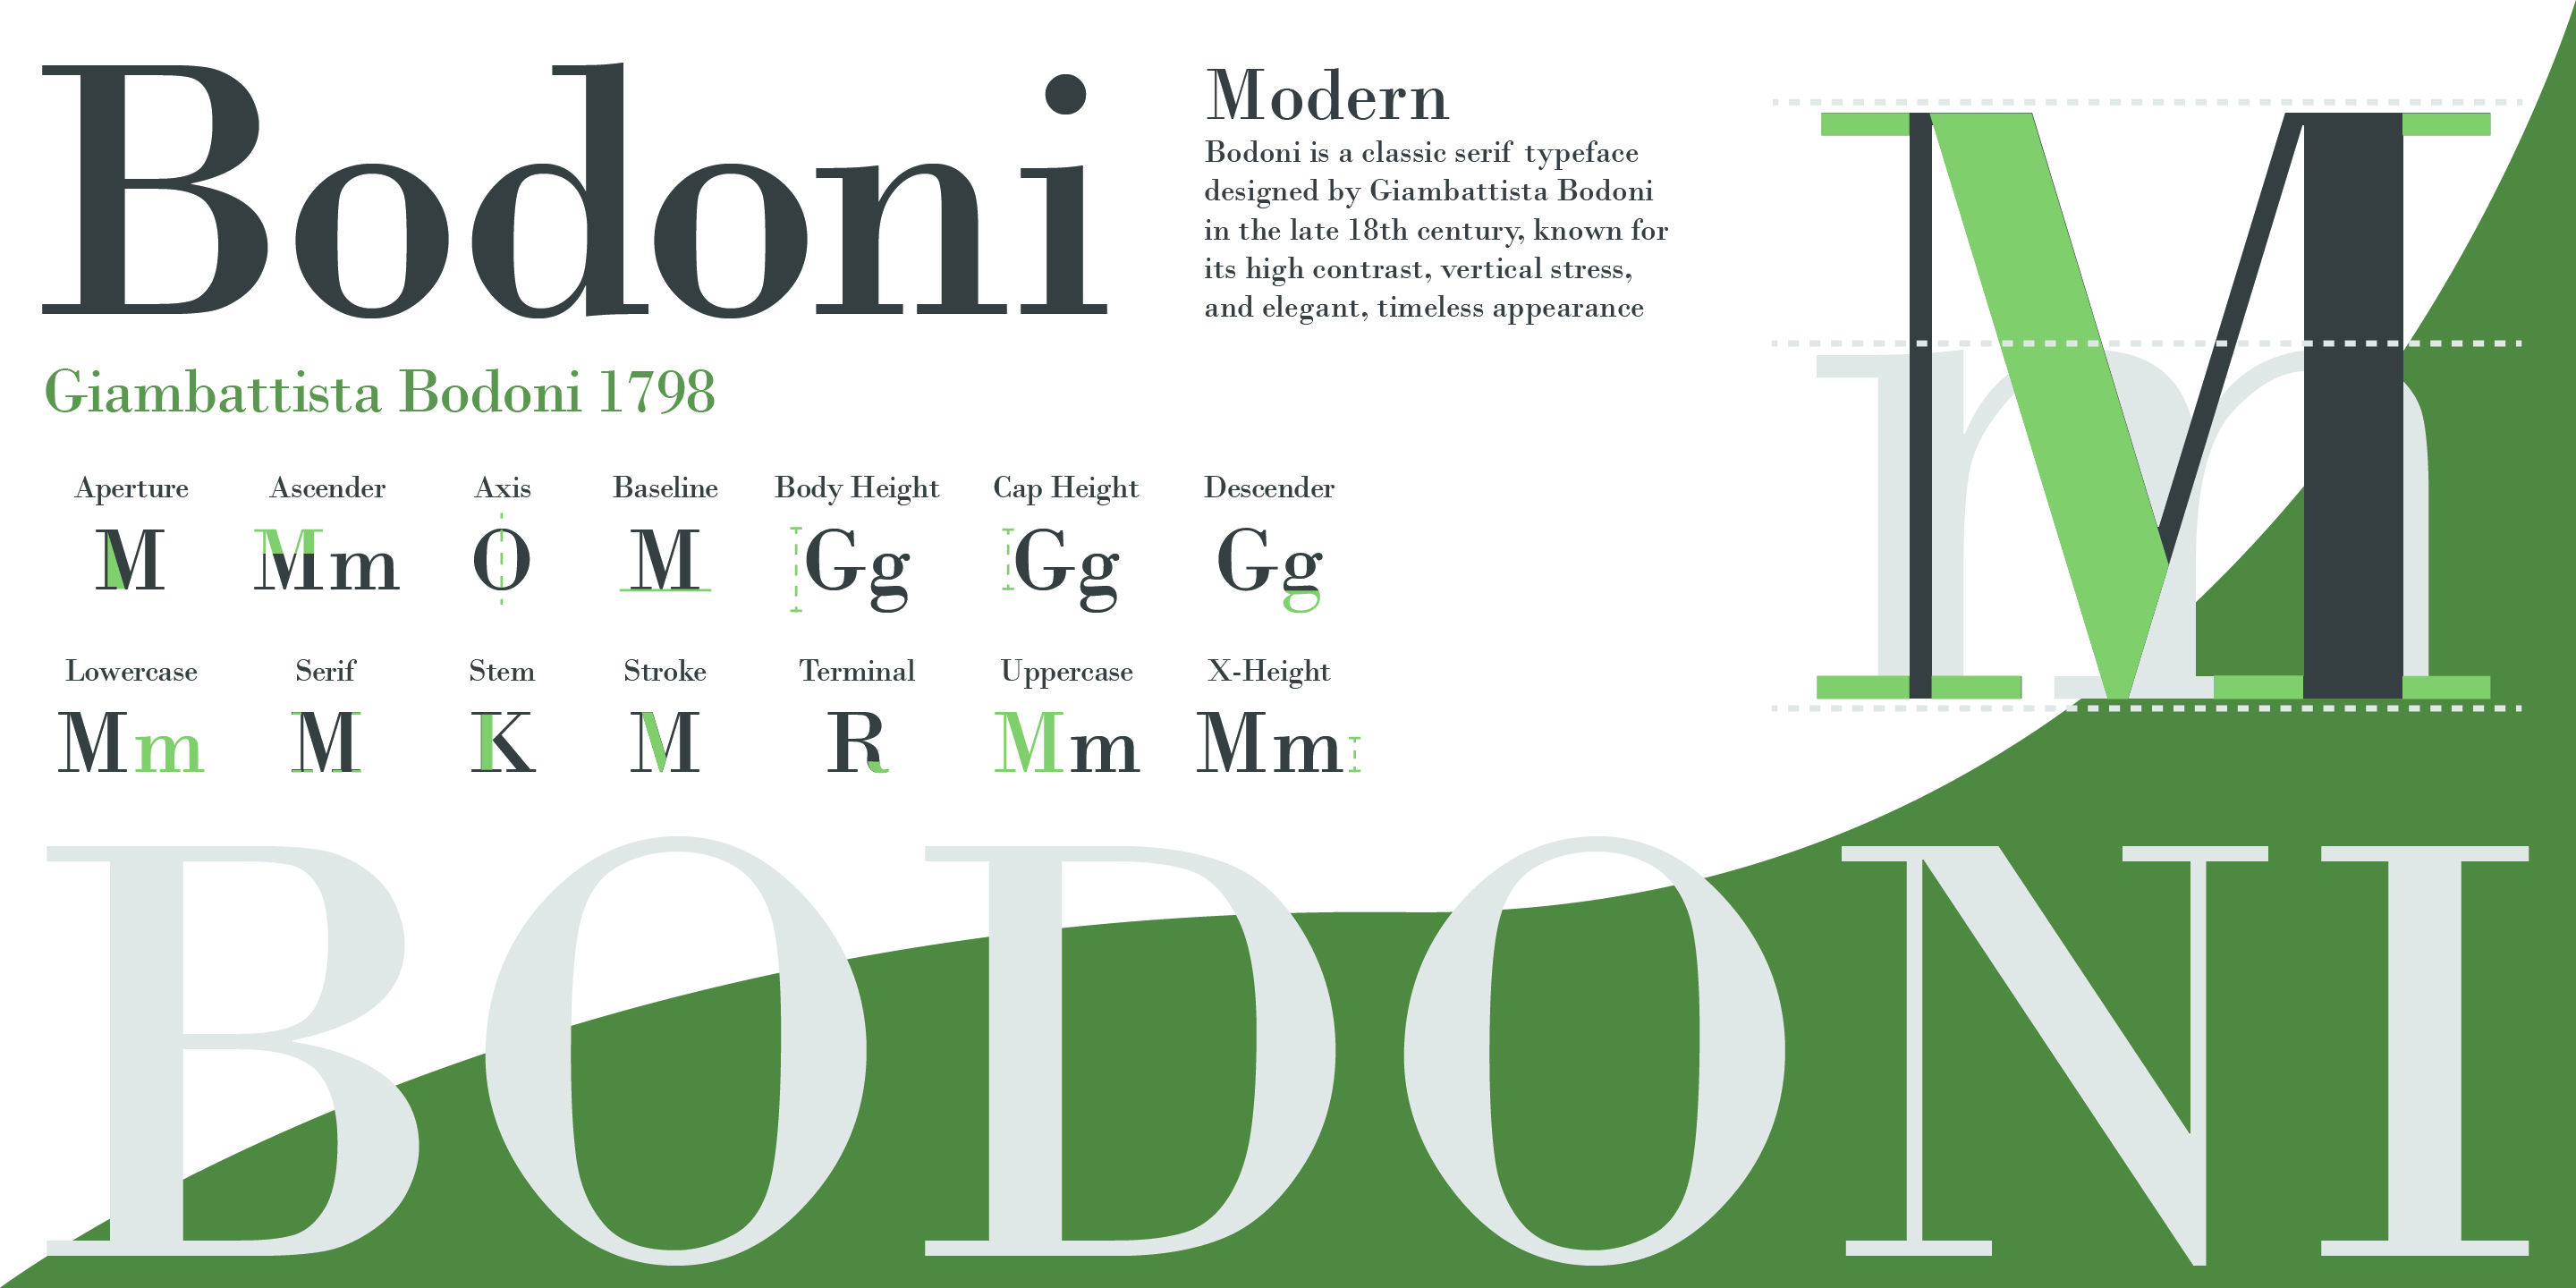 Bodoni
Giambattista Bodoni 1798
Modern
Bodoni is a classic serif typeface
designed by Giambattista Bodoni
in the late 18th century, known for
its high contrast, vertical stress,
and elegant, timeless appearance
Mm
Aperture Ascender Axis Baseline Body Height Cap Height Descender
M Mm O M Gg Gg Gg
Lowercase Serif Stem Stroke Terminal Uppercase X-Height
Mm M K M R Mm Mm
BODONI